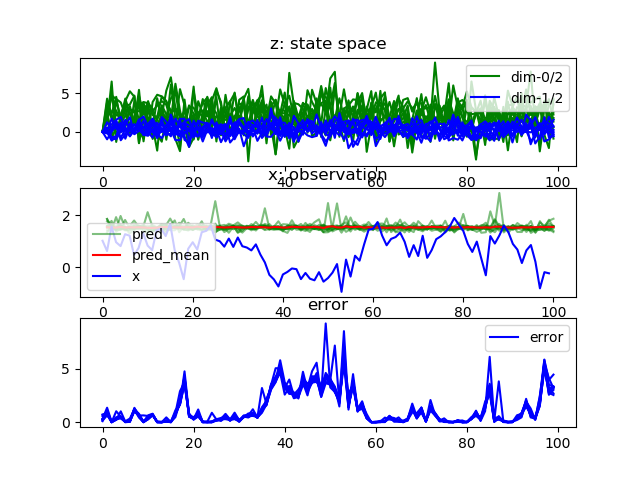 z: state space
5
0
dim-0/2
dim-1/2
0 20 40 60 80 100
x: observation
2
0
pred
pred_mean
x
0 20 40 60 80 100
error
5
0
error
0 20 40 60 80 100